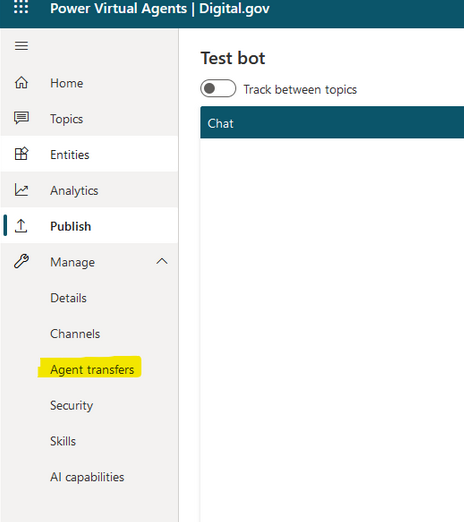 Power Virtual Agents | Digital.gov
Home
Topics
Entities
Analytics
Publish
Manage
Details
Channels
Agent transfers
Security
Skills
AI capabilities
Test bot
Track between topics
Chat